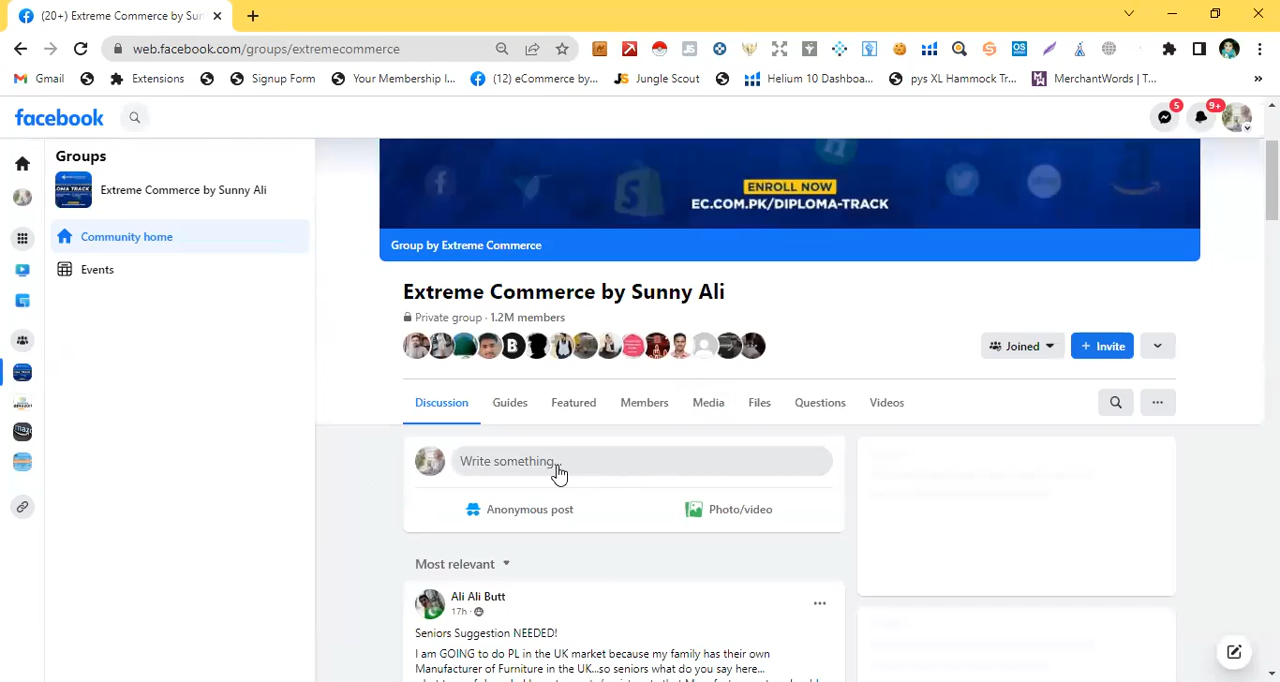 (20+) Extreme Commerce by Sun
web.facebook.com/groups/extremecommerce
Gmail
Extensions
Signup Form
Your Membership I...
(12) eCommerce by...
Jungle Scout
Helium 10 Dashboa...
pys XL Hammock Tr...
MerchantWords | T...
facebook
5
9+
Groups
Extreme Commerce by Sunny Ali
Community home
Events
ENROLL NOW
EC.COM.PK/DIPLOMA-TRACK
Group by Extreme Commerce
Extreme Commerce by Sunny Ali
Private group · 1.2M members
Joined
+ Invite
Discussion Guides Featured Members Media Files Questions Videos
Write something...
Anonymous post
Photo/video
Most relevant
Ali Ali Butt
17h ·
Seniors Suggestion NEEDED!
I am GOING to do PL in the UK market because my family has their own
Manufacturer of Furniture in the UK...so seniors what do you say here...